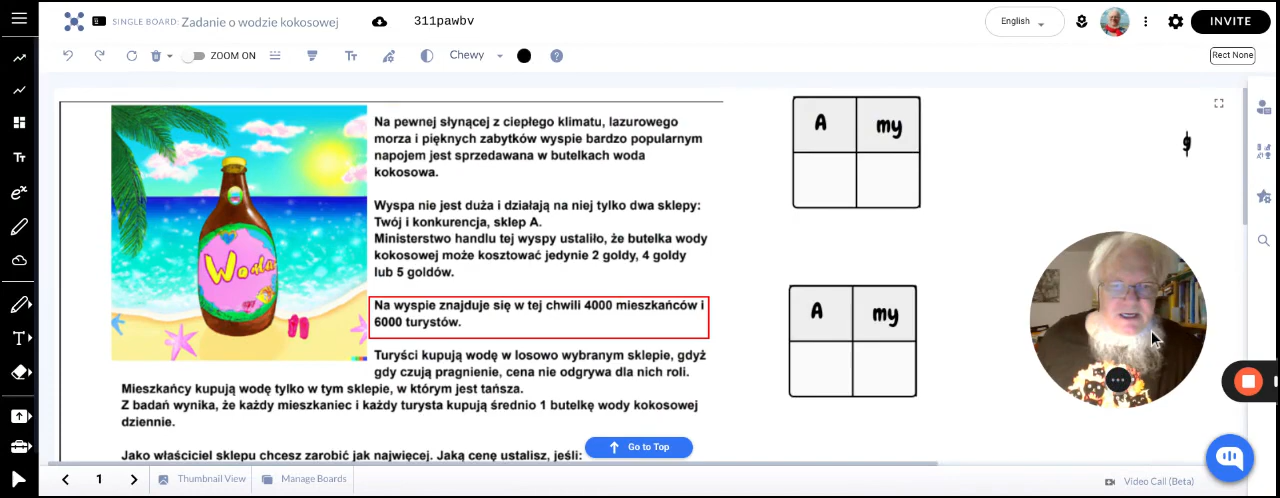 SINGLE BOARD: Zadanie o wodzie kokosowej
311pawbv
English
INVITE
ZOOM ON
Chewy
Rect None
Na pewnej słynącej z ciepłego klimatu, lazurowego
morza i pięknych zabytków wyspie bardzo popularnym
napojem jest sprzedawana w butelkach woda
kokosowa.
Wyspa nie jest duża i działają na niej tylko dwa sklepy:
Twój i konkurencja, sklep A.
Ministerstwo handlu tej wyspy ustaliło, że butelka wody
kokosowej może kosztować jedynie 2 goldy, 4 goldy
lub 5 goldów.
Na wyspie znajduje się w tej chwili 4000 mieszkańców i
6000 turystów.
Turyści kupują wodę w losowo wybranym sklepie, gdyż
gdy czują pragnienie, cena nie odgrywa dla nich roli.
Mieszkańcy kupują wodę tylko w tym sklepie, w którym jest tańsza.
Z badań wynika, że każdy mieszkaniec i każdy turysta kupują średnio 1 butelkę wody kokosowej
dziennie.
Jako właściciel sklepu chcesz zarobić jak najwięcej. Jaką cenę ustalisz, jeśli:
A my
A my
Go to Top
1
Thumbnail View
Manage Boards
Video Call (Beta)